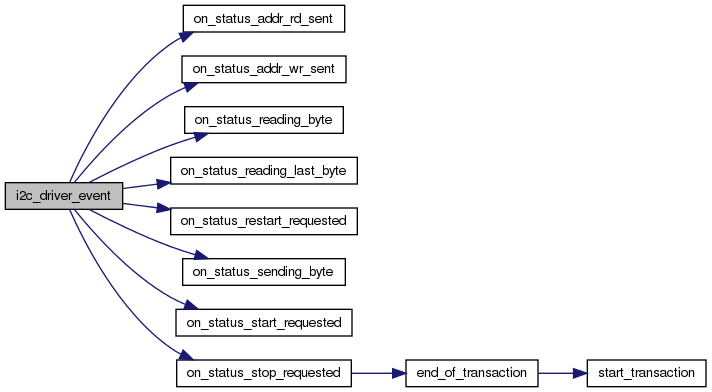 on_status_addr_rd_sent
on_status_addr_wr_sent
on_status_reading_byte
on_status_reading_last_byte
i2c_driver_event
on_status_restart_requested
on_status_sending_byte
on_status_start_requested
on_status_stop_requested
end_of_transaction
start_transaction